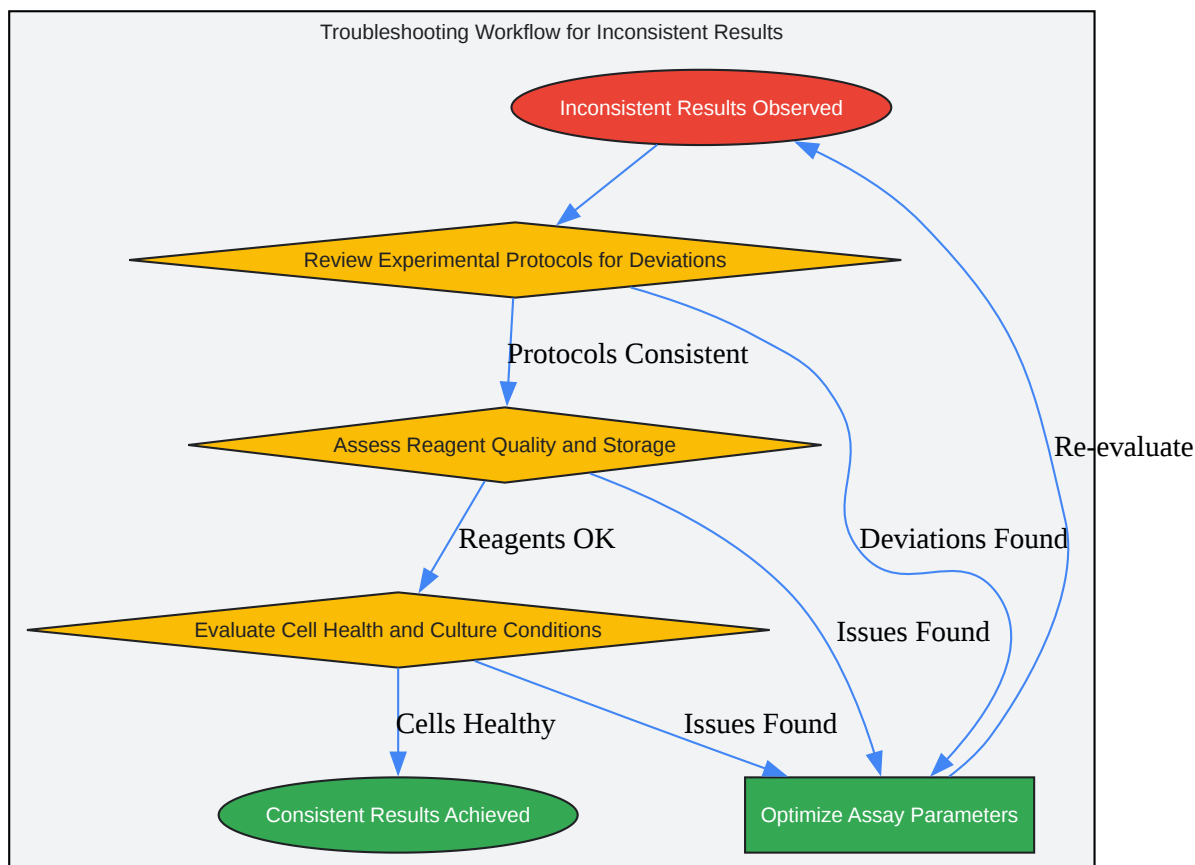 Troubleshooting Workflow for Inconsistent Results
Inconsistent Results Observed
Review Experimental Protocols for Deviations
Protocols Consistent
Assess Reagent Quality and Storage
Re-evaluate
Reagents OK
Deviations Found
Evaluate Cell Health and Culture Conditions
Issues Found
Cells Healthy
Issues Found
Consistent Results Achieved
Optimize Assay Parameters